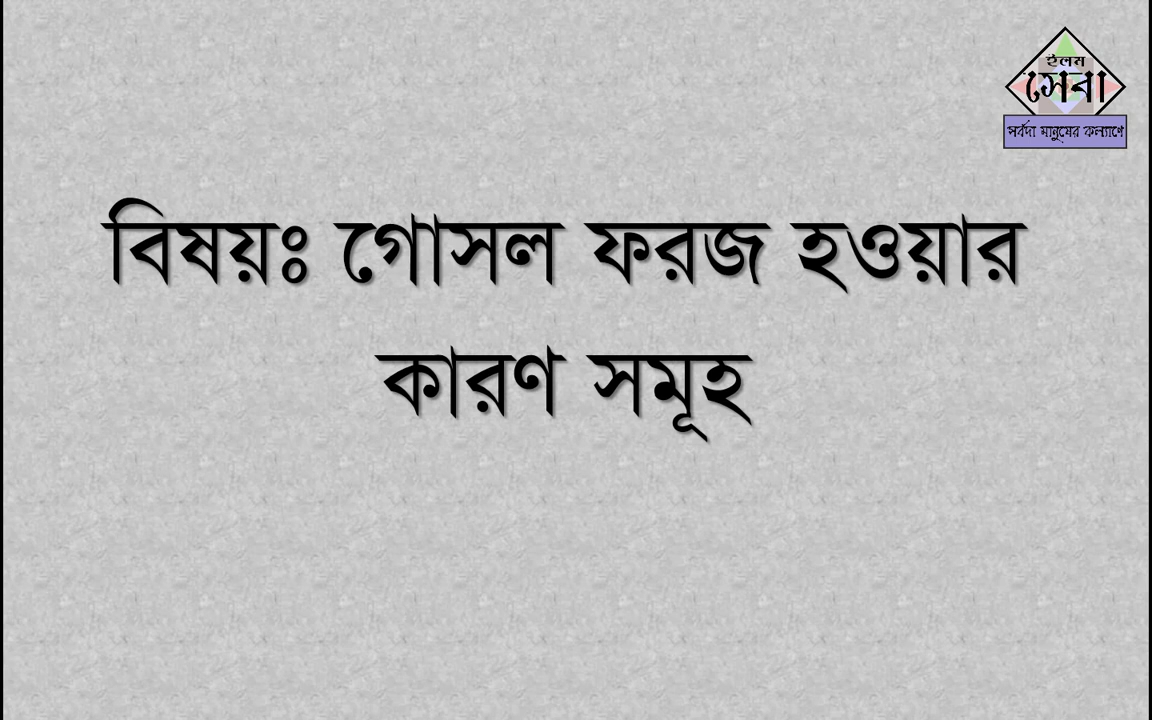 ইলম
সেবা
সর্বদা মানুষের কল্যাণে
বিষয়ঃ গোসল ফরজ হওয়ার
কারণ সমূহ